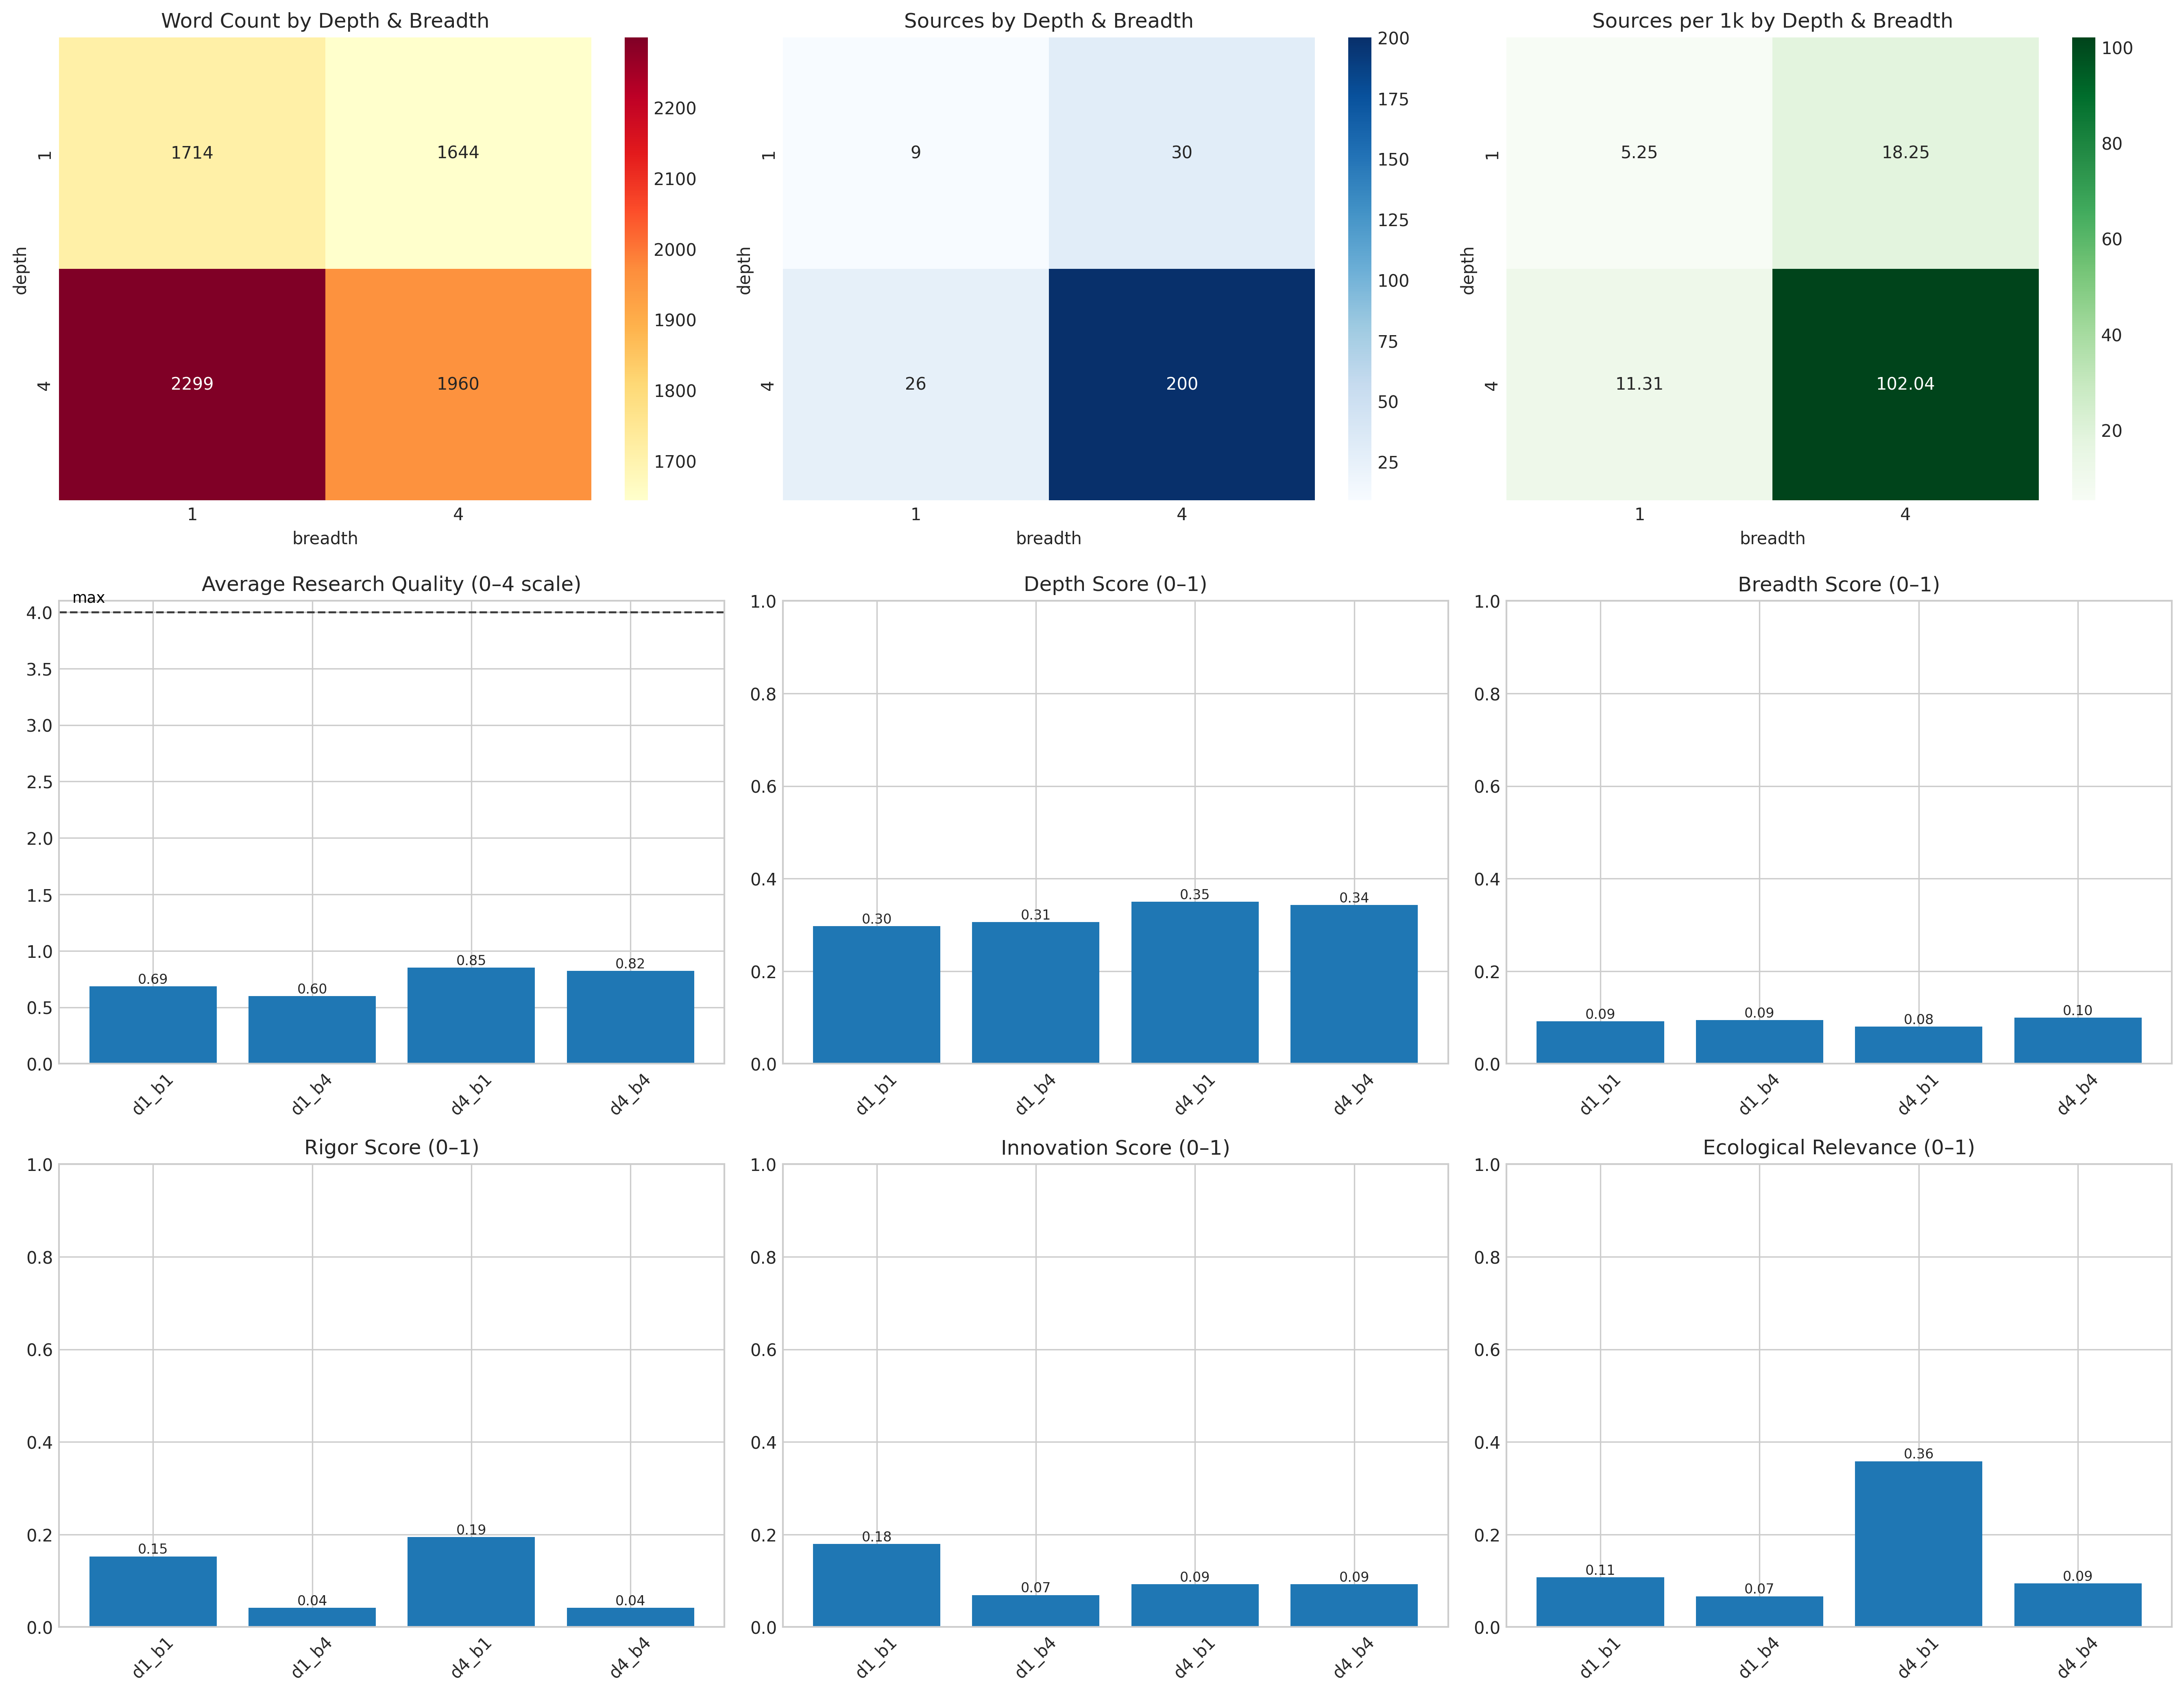 Word Count by Depth & Breadth
1714 1644
2299 1960
1
4
depth
1 4
breadth
2200
2100
2000
1900
1800
1700
Sources by Depth & Breadth
9 30
26 200
1
4
depth
1 4
breadth
200
175
150
125
100
75
50
25
Sources per 1k by Depth & Breadth
5.25 18.25
11.31 102.04
1
4
depth
1 4
breadth
100
80
60
40
20
Average Research Quality (0–4 scale)
max
4.0
3.5
3.0
2.5
2.0
1.5
1.0
0.5
0.0
0.69 0.60 0.85 0.82
d1_b1 d1_b4 d4_b1 d4_b4
Depth Score (0–1)
1.0
0.8
0.6
0.4
0.2
0.0
0.30 0.31 0.35 0.34
d1_b1 d1_b4 d4_b1 d4_b4
Breadth Score (0–1)
1.0
0.8
0.6
0.4
0.2
0.0
0.09 0.09 0.08 0.10
d1_b1 d1_b4 d4_b1 d4_b4
Rigor Score (0–1)
1.0
0.8
0.6
0.4
0.2
0.0
0.15 0.04 0.19 0.04
d1_b1 d1_b4 d4_b1 d4_b4
Innovation Score (0–1)
1.0
0.8
0.6
0.4
0.2
0.0
0.18 0.07 0.09 0.09
d1_b1 d1_b4 d4_b1 d4_b4
Ecological Relevance (0–1)
1.0
0.8
0.6
0.4
0.2
0.0
0.11 0.07 0.36 0.09
d1_b1 d1_b4 d4_b1 d4_b4